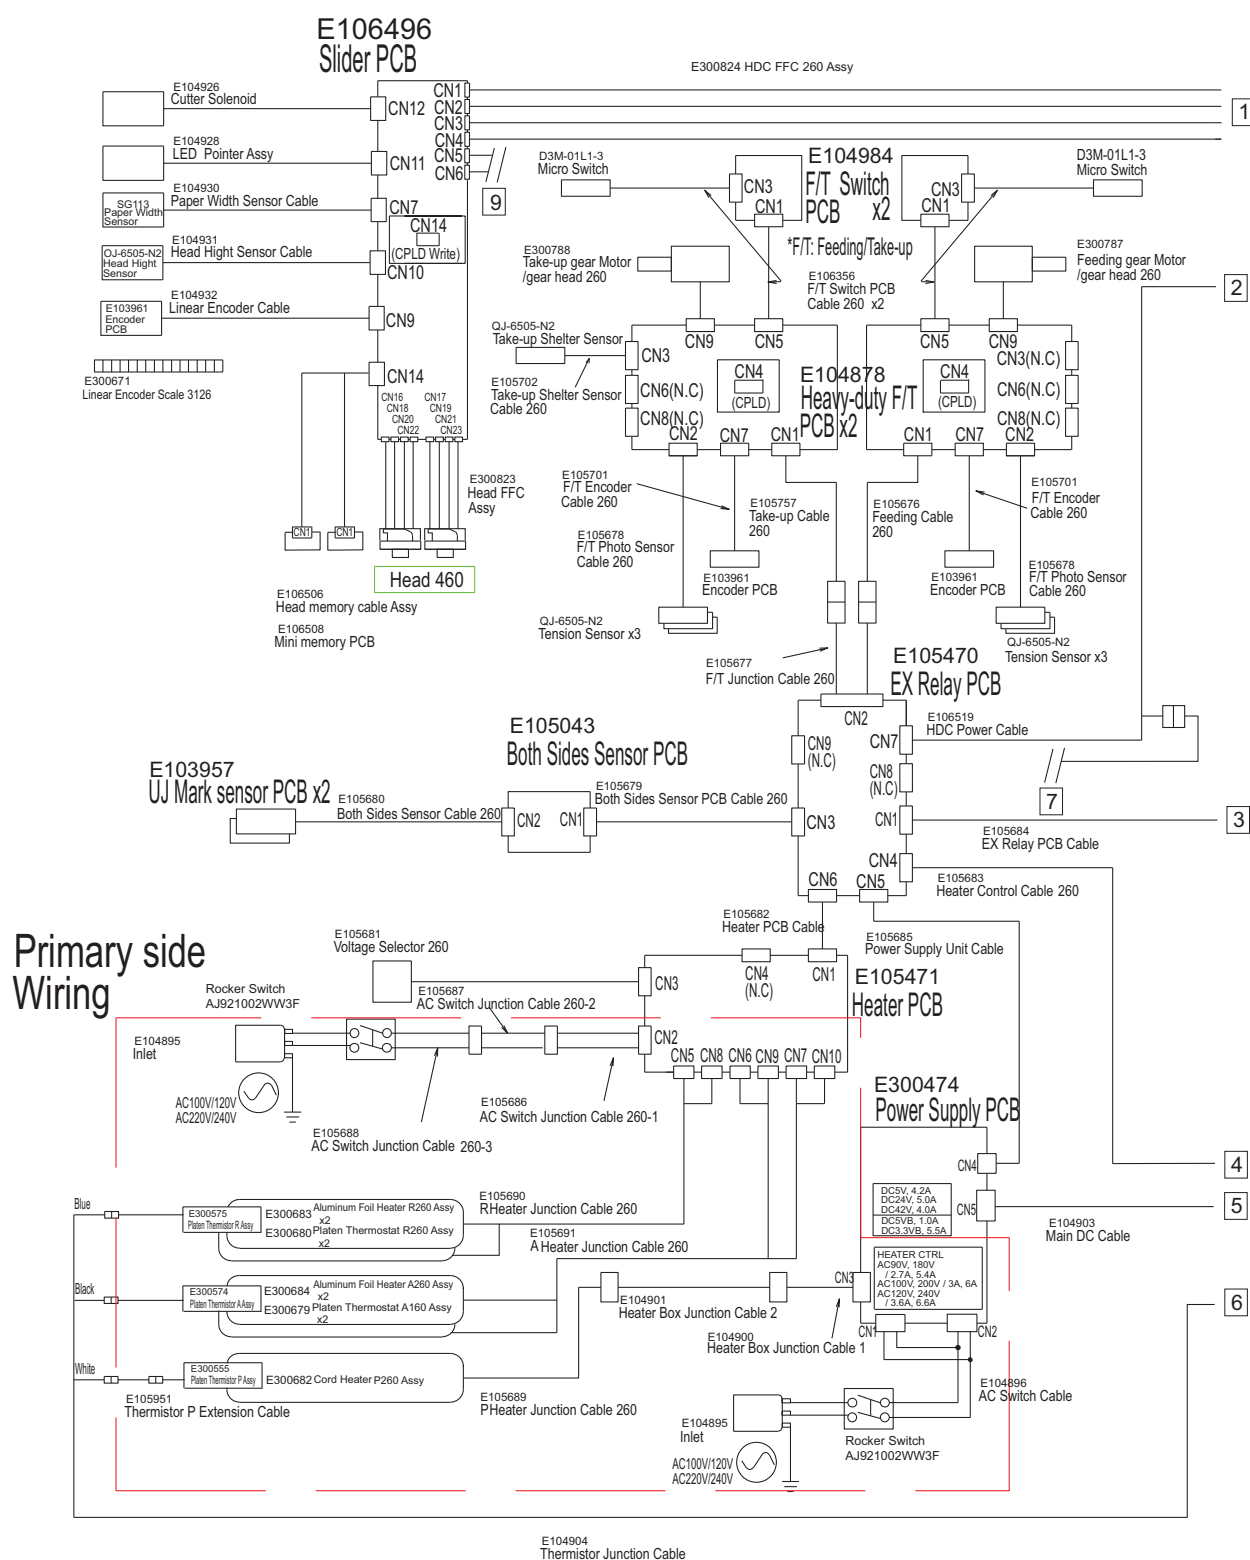 E106496
Slider PCB
E300824 HDC FFC 260 Assy
E104926
Cutter Solenoid
CN12
CN1
CN2
CN3
CN4
CN5
CN6
1
E104928
LED Pointer Assy
CN11
9
E104930
Paper Width Sensor Cable
SG113
Paper Width
Sensor
CN7
CN14
(CPLD Write)
E104931
Head Hight Sensor Cable
OJ-6505-N2
Head Hight
Sensor
CN10
E104932
Linear Encoder Cable
E103961
Encoder
PCB
CN9
E300671
Linear Encoder Scale 3126
CN14
CN16
CN18
CN20
CN22
CN17
CN19
CN21
CN23
E300823
Head FFC
Assy
CN1
CN1
Head 460
E106506
Head memory cable Assy
E106508
Mini memory PCB
D3M-01L1-3
Micro Switch
CN3
CN1
E104984
F/T Switch
PCB x2
CN3
CN1
D3M-01L1-3
Micro Switch
*F/T: Feeding/Take-up
E300788
Take-up gear Motor
/gear head 260
E106356
F/T Switch PCB
Cable 260 x2
E300787
Feeding gear Motor
/gear head 260
2
QJ-6505-N2
Take-up Shelter Sensor
E105702
Take-up Shelter Sensor
Cable 260
CN9
CN5
CN3
CN6(N.C)
CN8(N.C)
CN4
(CPLD)
CN2
CN7
CN1
E104878
Heavy-duty F/T
PCB x2
CN5
CN9
CN3(N.C)
CN6(N.C)
CN8(N.C)
CN4
(CPLD)
CN1
CN7
CN2
E105701
F/T Encoder
Cable 260
E105678
F/T Photo Sensor
Cable 260
E105757
Take-up Cable
260
E105676
Feeding Cable
260
E105701
F/T Encoder
Cable 260
E103961
Encoder PCB
E103961
Encoder PCB
E105678
F/T Photo Sensor
Cable 260
QJ-6505-N2
Tension Sensor x3
QJ-6505-N2
Tension Sensor x3
E105677
F/T Junction Cable 260
E105470
EX Relay PCB
CN2
CN9
(N.C)
CN7
CN8
(N.C)
CN1
CN3
CN4
CN6
CN5
E106519
HDC Power Cable
7
3
E105684
EX Relay PCB Cable
E105683
Heater Control Cable 260
E105043
Both Sides Sensor PCB
E103957
UJ Mark sensor PCB x2
E105680
Both Sides Sensor Cable 260
CN2
CN1
E105679
Both Sides Sensor PCB Cable 260
E105682
Heater PCB
Cable
E105685
Power Supply Unit Cable
Primary side
Wiring
E105681
Voltage Selector 260
Rocker Switch
AJ921002WW3F
E105687
AC Switch Junction Cable 260-2
CN3
CN4
(N.C)
CN1
E105471
Heater PCB
CN2
CN5
CN8
CN6
CN9
CN7
CN10
E104895
Inlet
AC100V/120V
AC220V/240V
E105686
AC Switch Junction Cable 260-1
E105688
AC Switch Junction Cable 260-3
E300474
Power Supply PCB
CN4
4
DC5V, 4.2A
DC24V, 5.0A
DC42V, 4.0A
DC5VB, 1.0A
DC3.3VB, 5.5A
CN5
5
E104903
Main DC Cable
HEATER CTRL
AC90V, 180V
/ 2.7A, 5.4A
AC100V, 200V / 3A, 6A
AC120V, 240V
/ 3.6A, 6.6A
CN3
CN1
CN2
6
Blue
E300575
Platen Thermistor R Assy
E300683 Aluminum Foil Heater R260 Assy
x2
E300680 Platen Thermostat R260 Assy
x2
E105690
RHeater Junction Cable 260
E105691
A Heater Junction Cable 260
Black
E300574
Platen Thermistor A Assy
E300684 Aluminum Foil Heater A260 Assy
x2
E300679 Platen Thermostat A160 Assy
x2
E104901
Heater Box Junction Cable 2
E104900
Heater Box Junction Cable 1
White
E300555
Platen Thermistor P Assy
E300682 Cord Heater P260 Assy
E105951
Thermistor P Extension Cable
E105689
PHeater Junction Cable 260
E104896
AC Switch Cable
E104895
Inlet
AC100V/120V
AC220V/240V
Rocker Switch
AJ921002WW3F
E104904
Thermistor Junction Cable